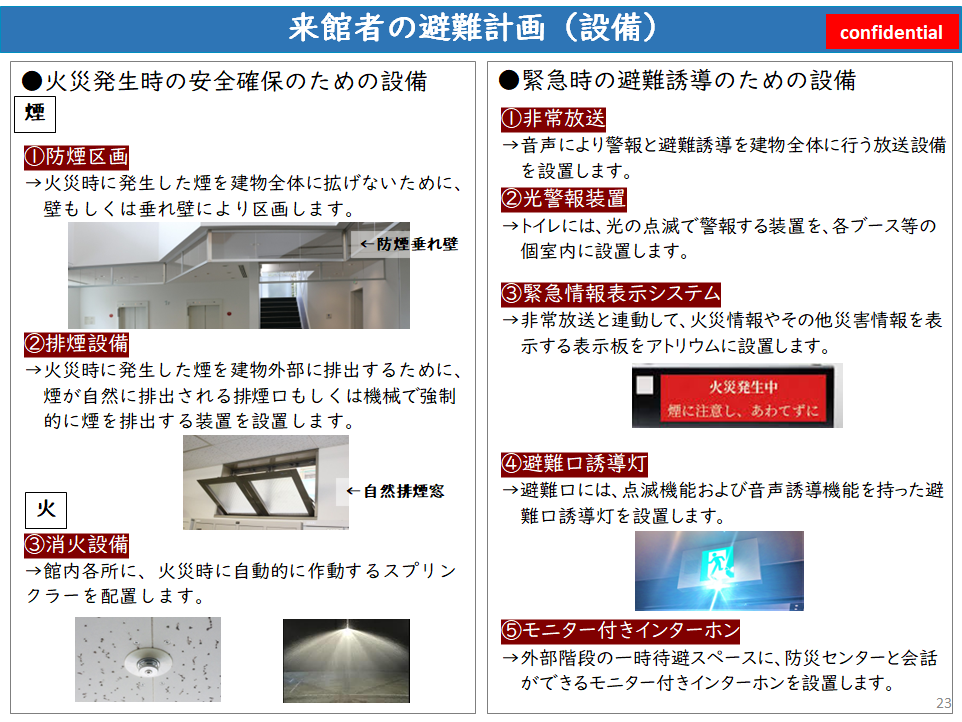 来館者の避難計画（設備）
confidential
●火災発生時の安全確保のための設備
煙
①防煙区画
→火災時に発生した煙を建物全体に拡げないために、
壁もしくは垂れ壁により区画します。
←防煙垂れ壁
②排煙設備
→火災時に発生した煙を建物外部に排出するために、
煙が自然に排出される排煙口もしくは機械で強制
的に煙を排出する装置を設置します。
←自然排煙窓
火
③消火設備
→館内各所に、火災時に自動的に作動するスプリン
クラーを配置します。
●緊急時の避難誘導のための設備
①非常放送
→音声により警報と避難誘導を建物全体に行う放送設備
を設置します。
②光警報装置
→トイレには、光の点滅で警報する装置を、各ブース等の
個室内に設置します。
③緊急情報表示システム
→非常放送と連動して、火災情報やその他災害情報を表
示する表示板をアトリウムに設置します。
火災発生中
煙に注意し、あわてずに
④避難口誘導灯
→避難口には、点滅機能および音声誘導機能を持った避
難口誘導灯を設置します。
⑤モニター付きインターホン
→外部階段の一時待避スペースに、防災センターと会話
ができるモニター付きインターホンを設置します。
23